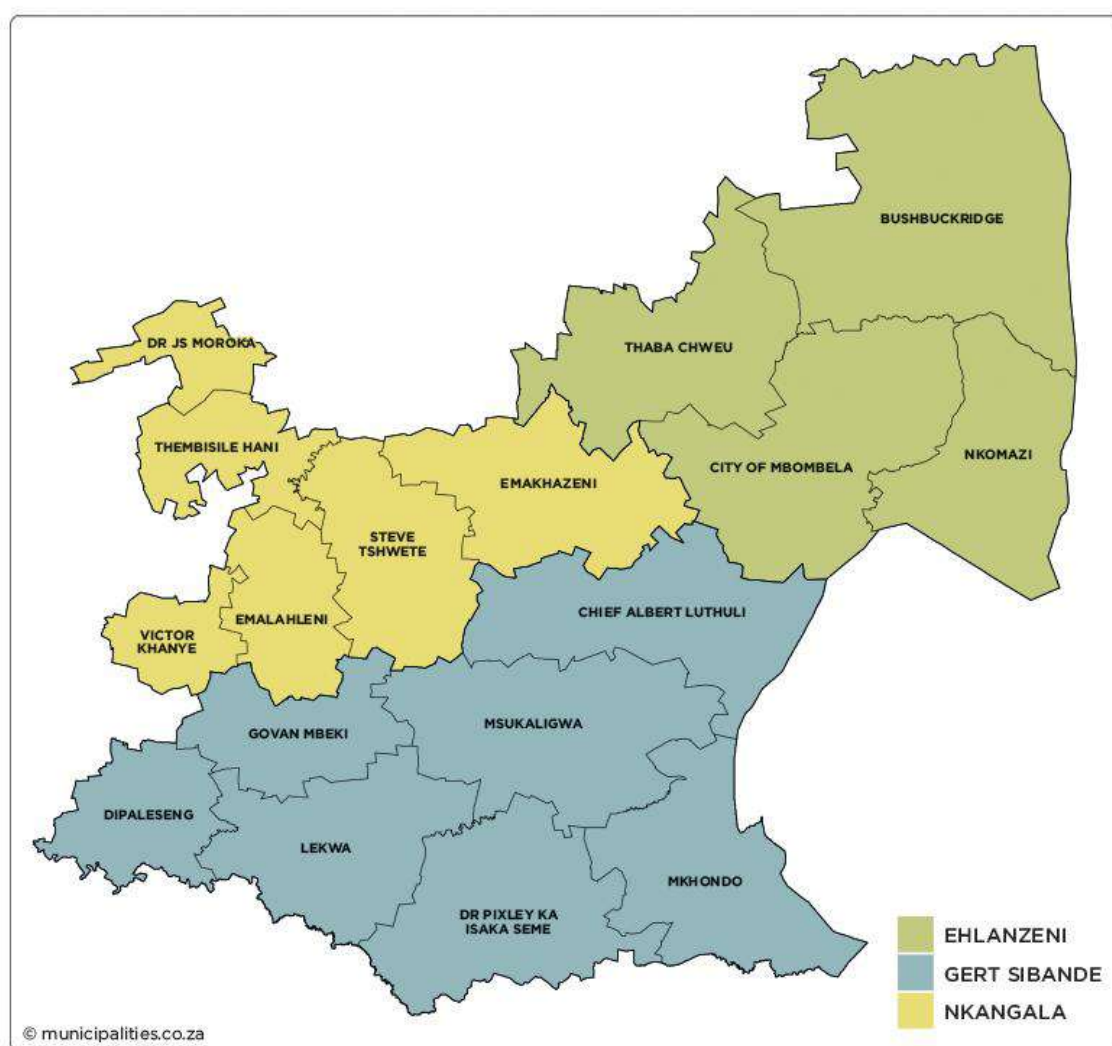 BUSHBUCKRIDGE
DR JS MOROKA
THABA CHWEU
THEMBISILE HANI
NKOMAZI
CITY OF MBOMBELA
EMAKHAZENI
STEVE
TSHWETE
CHIEF ALBERT LUTHULI
EMALAHLENI
VICTOR
KHANYE
MSUKALIGWA
GOVAN MBEKI
DIPALESENG
LEKWA
MKHONDO
DR PIXLEY KA
ISAKA SEME
EHLANZENI
GERT SIBANDE
NKANGALA
© municipalities.co.za